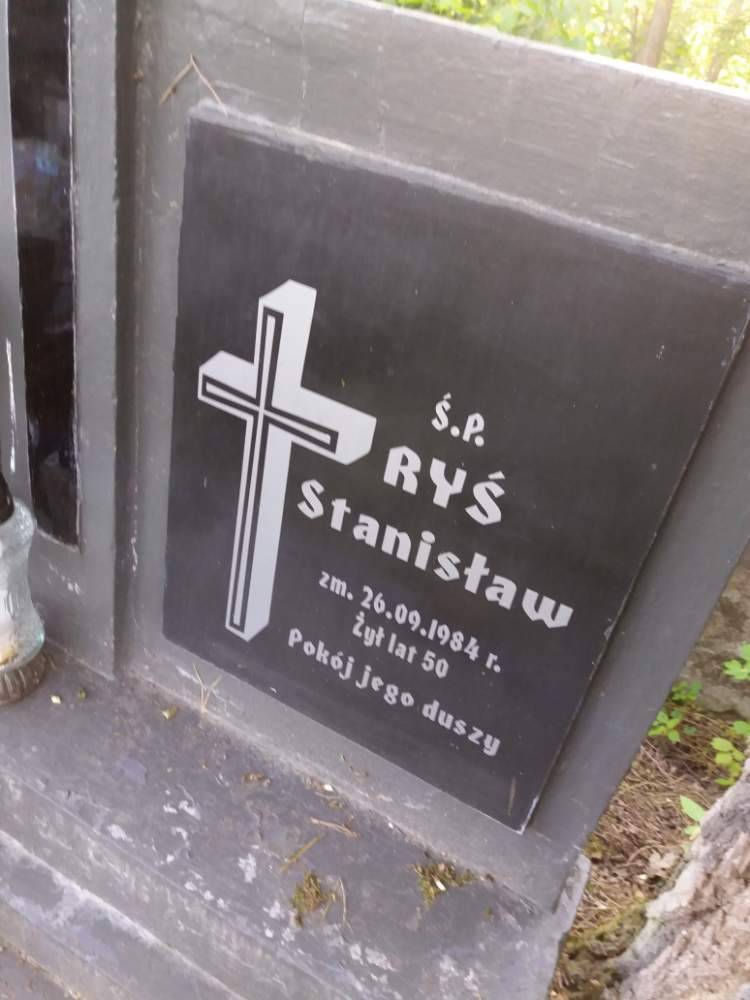 Ś.P.
RYŚ
Stanisław
zm. 26.09.1984 r.
Żył lat 50
Pokój jego duszy